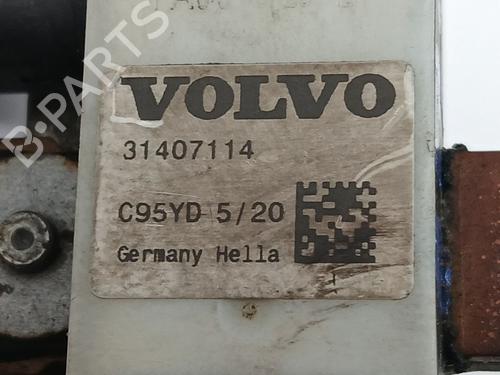 VOLVO
31407114
C95YD 5/20
Germany Hella
B-PARTS